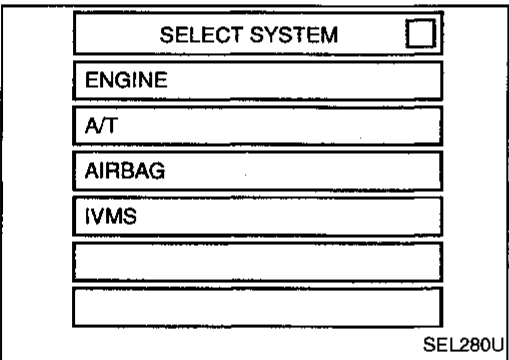 SELECT SYSTEM
ENGINE
A/T
AIRBAG
IVMS
SEL280U